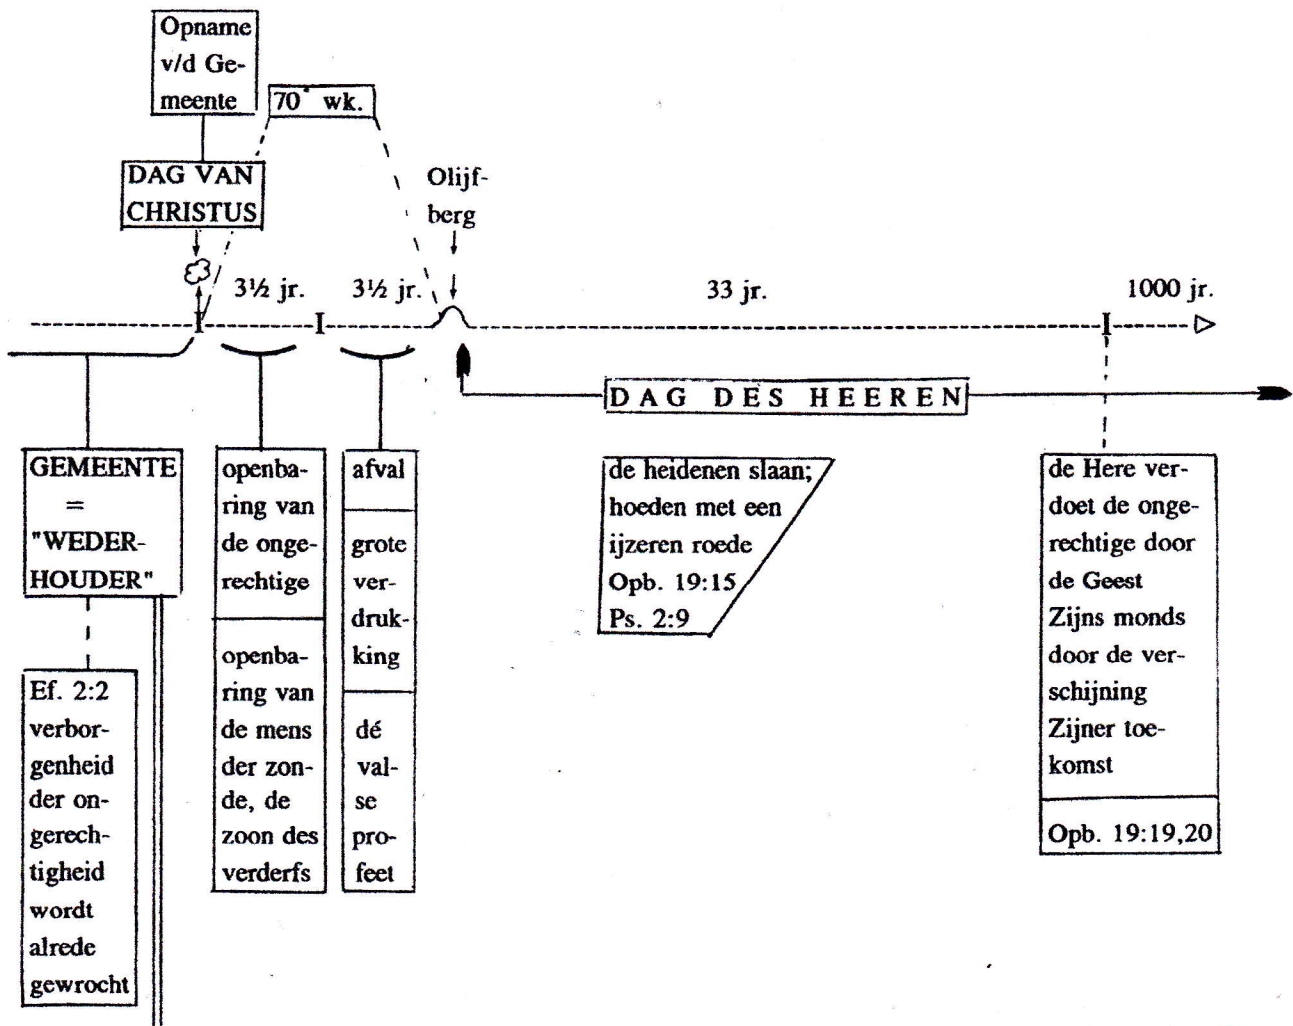 Opname
v/d Ge-
meente
70° wk.
DAG VAN
CHRISTUS
Olijf-
berg
3½ jr.
3½ jr.
33 jr.
1000 jr.
DAG DES HEEREN
GEMEENTE
=
"WEDER-
HOUDER"
Ef. 2:2
verbor-
genheid
der on-
gerech-
tigheid
wordt
alrede
gewrocht
openba-
ring van
de onge-
rechtige
openba-
ring van
de mens
der zon-
de, de
zoon des
verderfs
afval
grote
ver-
druk-
king
dé
val-
se
pro-
feet
de heidenen slaan;
hoeden met een
ijzeren roede
Opb. 19:15
Ps. 2:9
de Here ver-
doet de onge-
rechtige door
de Geest
Zijns monds
door de ver-
schijning
Zijner toe-
komst
Opb. 19:19,20